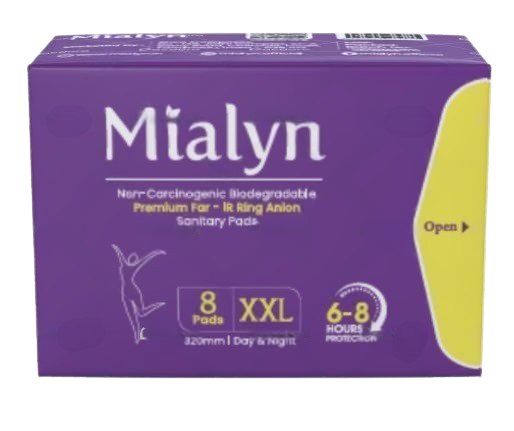 Mialyn
Mialyn
Non-Carcinogenic Biodegradable
Premium Far - IR Ring Anion
Sanitary Pads
Open
8
Pads
XXL
6-8
HOURS
PROTECTION
320mm | Day & Night